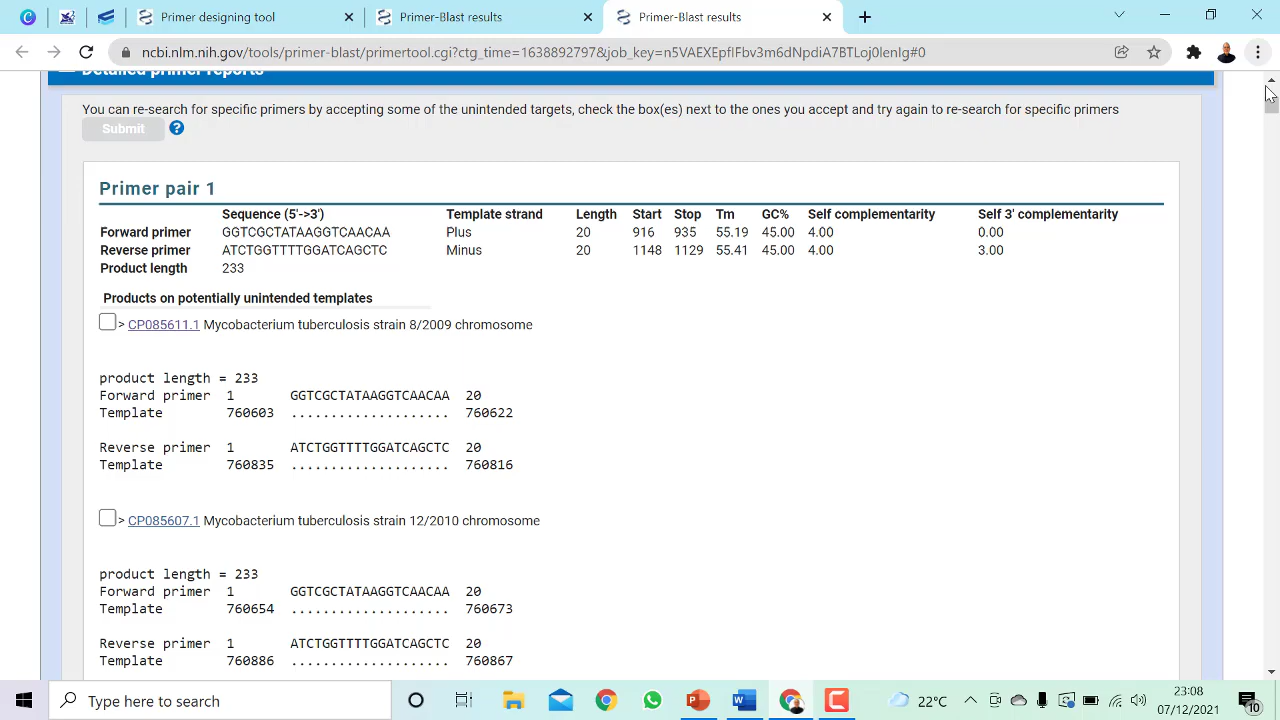 Primer designing tool
Primer-Blast results
Primer-Blast results
ncbi.nlm.nih.gov/tools/primer-blast/primertool.cgi?ctg_time=1638892797&job_key=n5VAEXEpfIFbv2m6dNpdiA7BTLoj0lenIg#0
Detailed primer reports
You can re-search for specific primers by accepting some of the unintended targets, check the box(es) next to the ones you accept and try again to re-search for specific primers
Submit ?
Primer pair 1
Sequence (5'->3') Template strand Length Start Stop Tm GC% Self complementarity Self 3' complementarity
Forward primer GGTCGCTATAAGGTCAACAA Plus 20 916 935 55.19 45.00 4.00 0.00
Reverse primer ATCTGGTTTTGGATCAGCTC Minus 20 1148 1129 55.41 45.00 4.00 3.00
Product length 233
Products on potentially unintended templates
> CP085611.1 Mycobacterium tuberculosis strain 8/2009 chromosome
product length = 233
Forward primer 1 GGTCGCTATAAGGTCAACAA 20
Template 760603 .................... 760622
Reverse primer 1 ATCTGGTTTTGGATCAGCTC 20
Template 760835 .................... 760816
> CP085607.1 Mycobacterium tuberculosis strain 12/2010 chromosome
product length = 233
Forward primer 1 GGTCGCTATAAGGTCAACAA 20
Template 760654 .................... 760673
Reverse primer 1 ATCTGGTTTTGGATCAGCTC 20
Template 760886 .................... 760867
Type here to search
22°C
23:08
07/12/2021
10